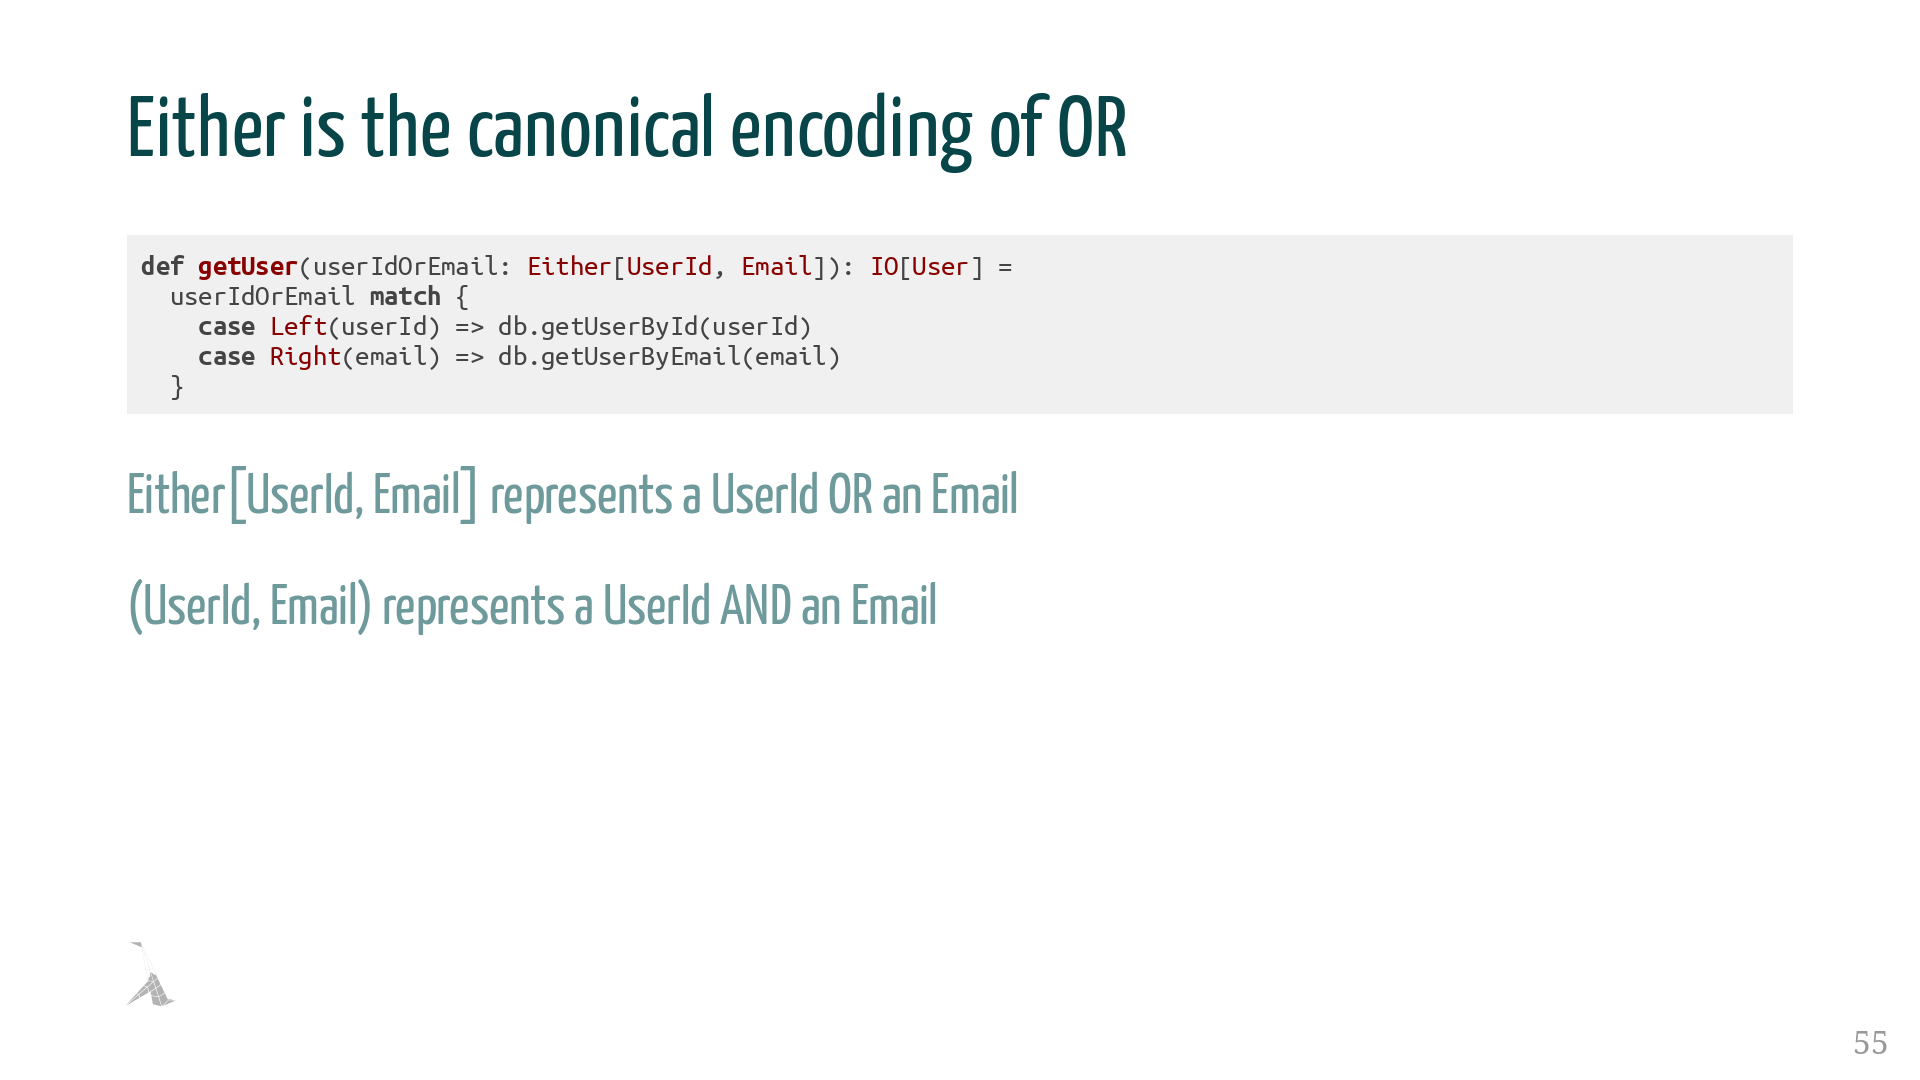 Either is the canonical encoding of OR
def getUser(userIdOrEmail: Either[UserId, Email]): IO[User] =
  userIdOrEmail match {
    case Left(userId) => db.getUserById(userId)
    case Right(email) => db.getUserByEmail(email)
  }
Either[UserId, Email] represents a UserId OR an Email
(UserId, Email) represents a UserId AND an Email
55